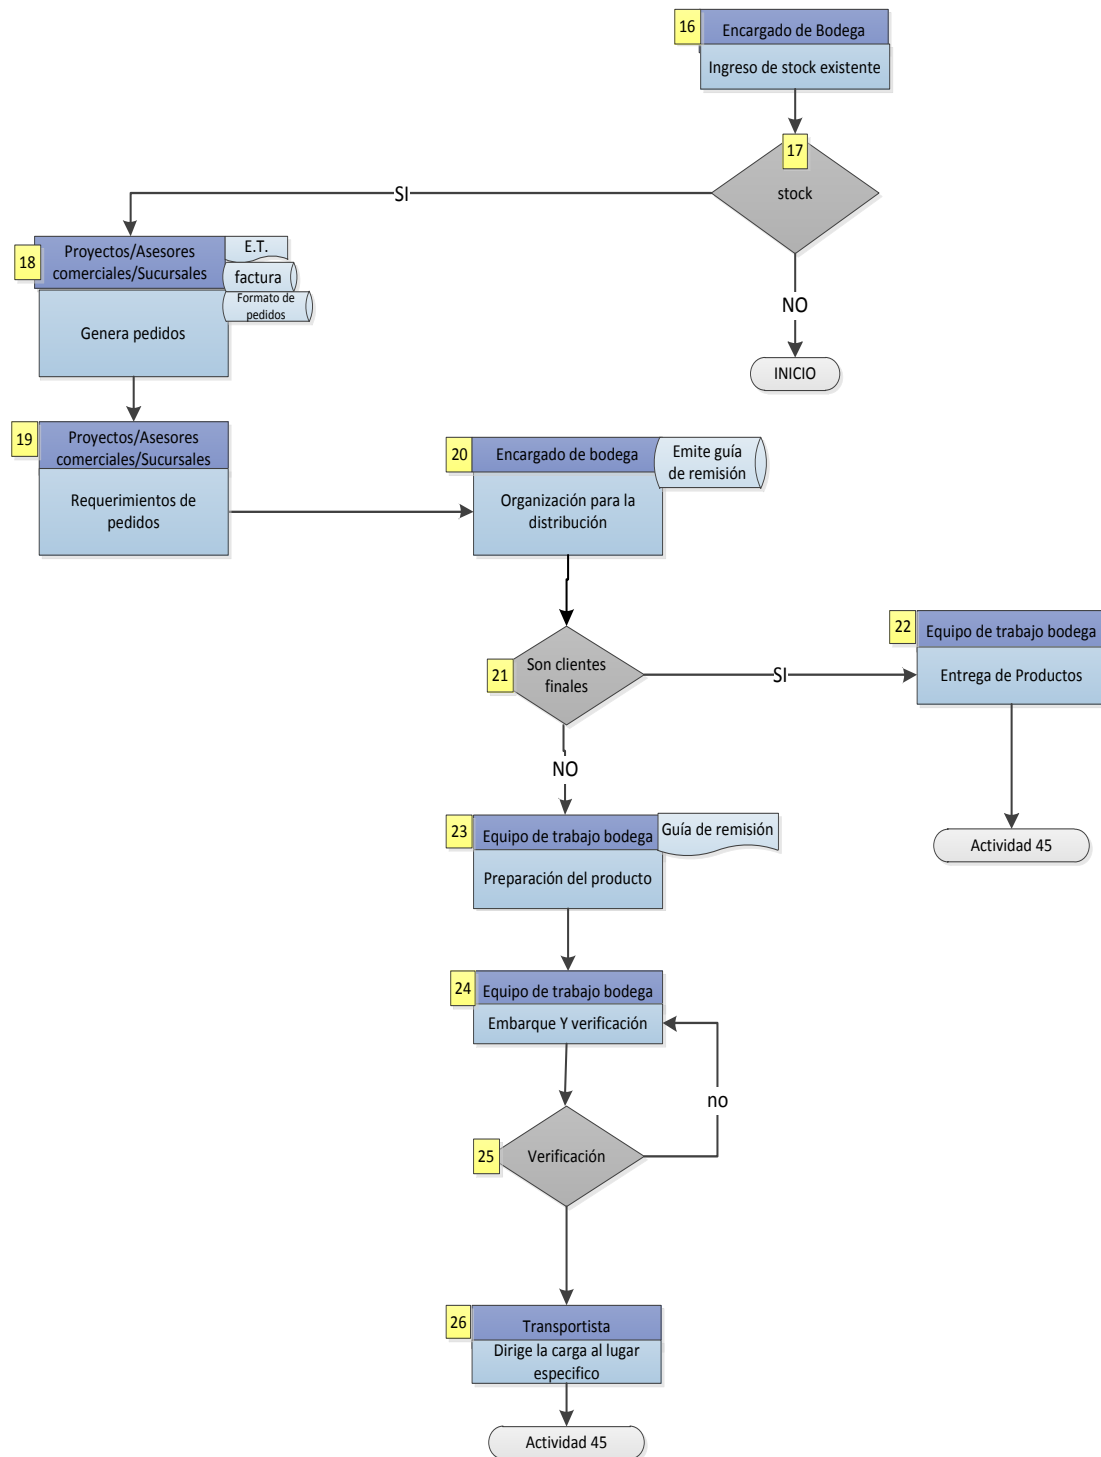 16
Encargado de Bodega
Ingreso de stock existente
17
stock
SI
NO
INICIO
18
Proyectos/Asesores
comerciales/Sucursales
E.T.
factura
Formato de
pedidos
Genera pedidos
19
Proyectos/Asesores
comerciales/Sucursales
Requerimientos de
pedidos
20
Encargado de bodega
Emite guía
de remisión
Organización para la
distribución
21
Son clientes
finales
SI
22
Equipo de trabajo bodega
Entrega de Productos
Actividad 45
NO
23
Equipo de trabajo bodega
Guía de remisión
Preparación del producto
24
Equipo de trabajo bodega
Embarque Y verificación
no
25
Verificación
26
Transportista
Dirige la carga al lugar
especifico
Actividad 45